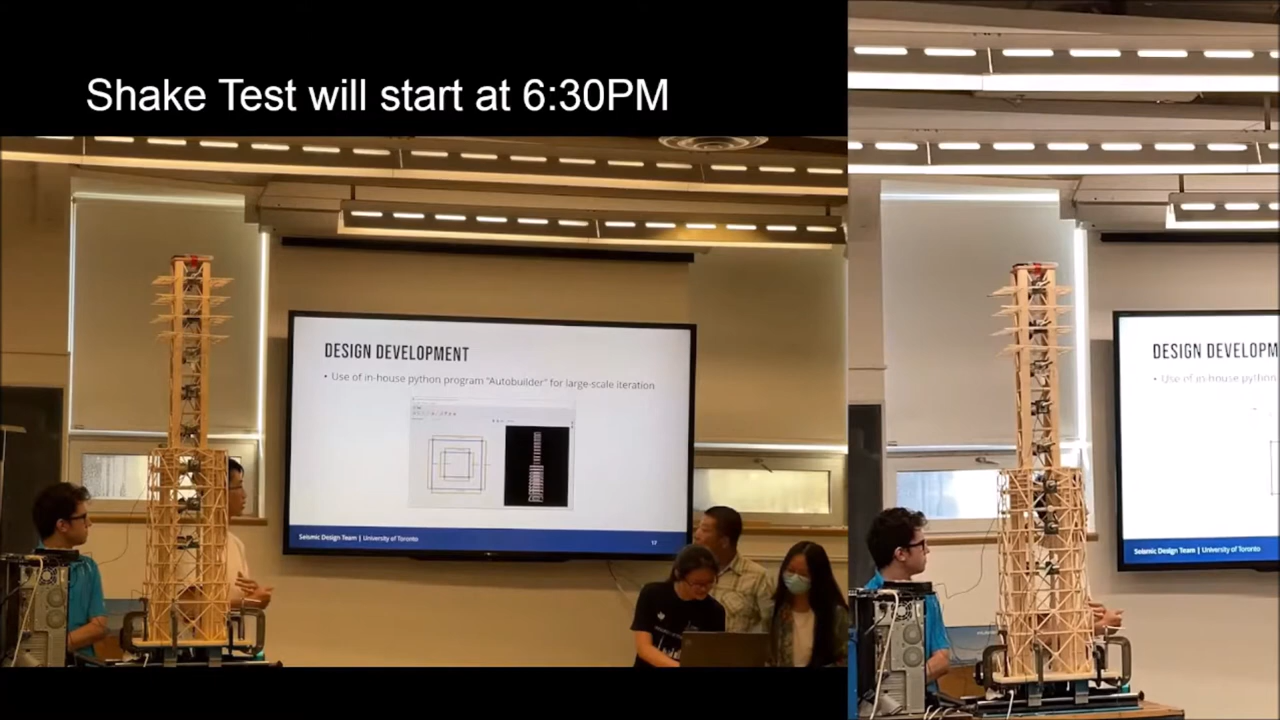 Shake Test will start at 6:30PM
DESIGN DEVELOPMENT
• Use of in-house python program "Autobuilder" for large-scale iteration
Seismic Design Team | University of Toronto
17
DESIGN DEVELOPM
• Use of in-house python
Seismic Design Team | University of Toronto